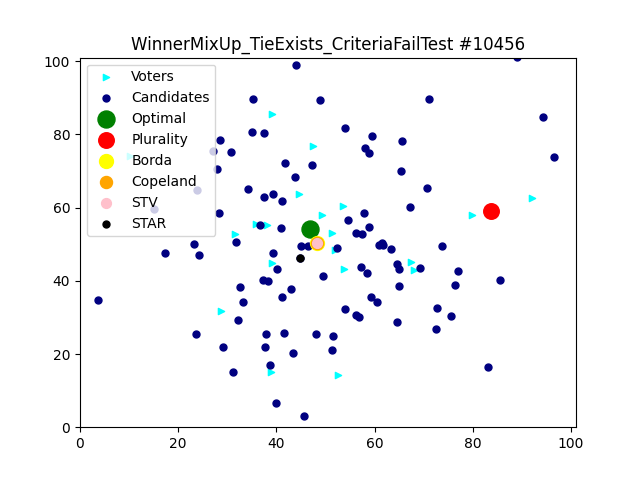 WinnerMixUp_TieExists_CriteriaFailTest #10456
Voters
Candidates
Optimal
Plurality
Borda
Copeland
STV
STAR
100
80
60
40
20
0
0 20 40 60 80 100